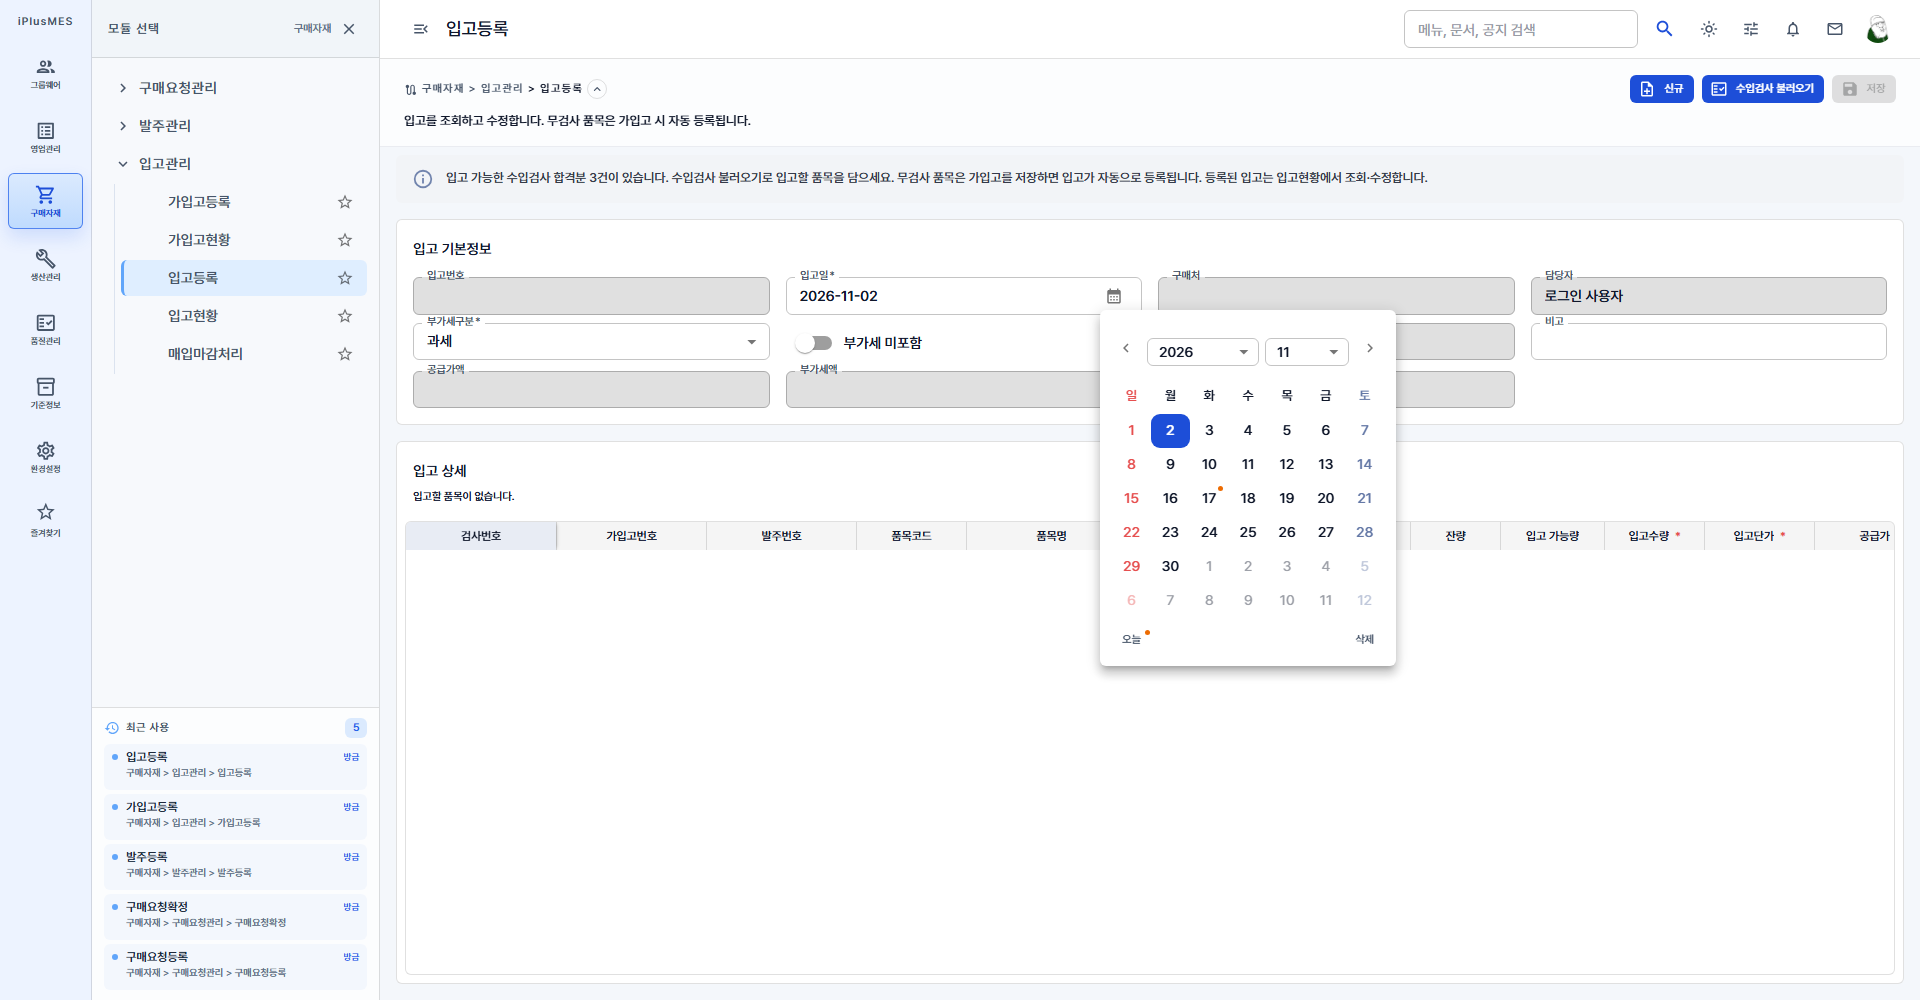 iPlusMES
그룹웨어
영업관리
구매자재
생산관리
품질관리
기준정보
환경설정
즐겨찾기
모듈 선택
구매자재
구매요청관리
발주관리
입고관리
가입고등록
가입고현황
입고등록
입고현황
매입마감처리
최근 사용
5
입고등록
방금
구매자재 > 입고관리 > 입고등록
가입고등록
방금
구매자재 > 입고관리 > 가입고등록
발주등록
방금
구매자재 > 발주관리 > 발주등록
구매요청확정
방금
구매자재 > 구매요청관리 > 구매요청확정
구매요청등록
방금
구매자재 > 구매요청관리 > 구매요청등록
입고등록
메뉴, 문서, 공지 검색
구매자재 > 입고관리 > 입고등록
신규
수입검사 불러오기
저장
입고를 조회하고 수정합니다. 무검사 품목은 가입고 시 자동 등록됩니다.
입고 가능한 수입검사 합격분 3건이 있습니다. 수입검사 불러오기로 입고할 품목을 담으세요. 무검사 품목은 가입고를 저장하면 입고가 자동으로 등록됩니다. 등록된 입고는 입고현황에서 조회·수정합니다.
입고 기본정보
입고번호
입고일*
2026-11-02
구매처
담당자
로그인 사용자
부가세구분*
과세
부가세 미포함
비고
공급가액
부가세액
2026
11
일 월 화 수 목 금 토
1 2 3 4 5 6 7
8 9 10 11 12 13 14
15 16 17 18 19 20 21
22 23 24 25 26 27 28
29 30 1 2 3 4 5
6 7 8 9 10 11 12
오늘
삭제
입고 상세
입고할 품목이 없습니다.
검사번호
가입고번호
발주번호
품목코드
품목명
잔량
입고 가능량
입고수량 *
입고단가 *
공급가